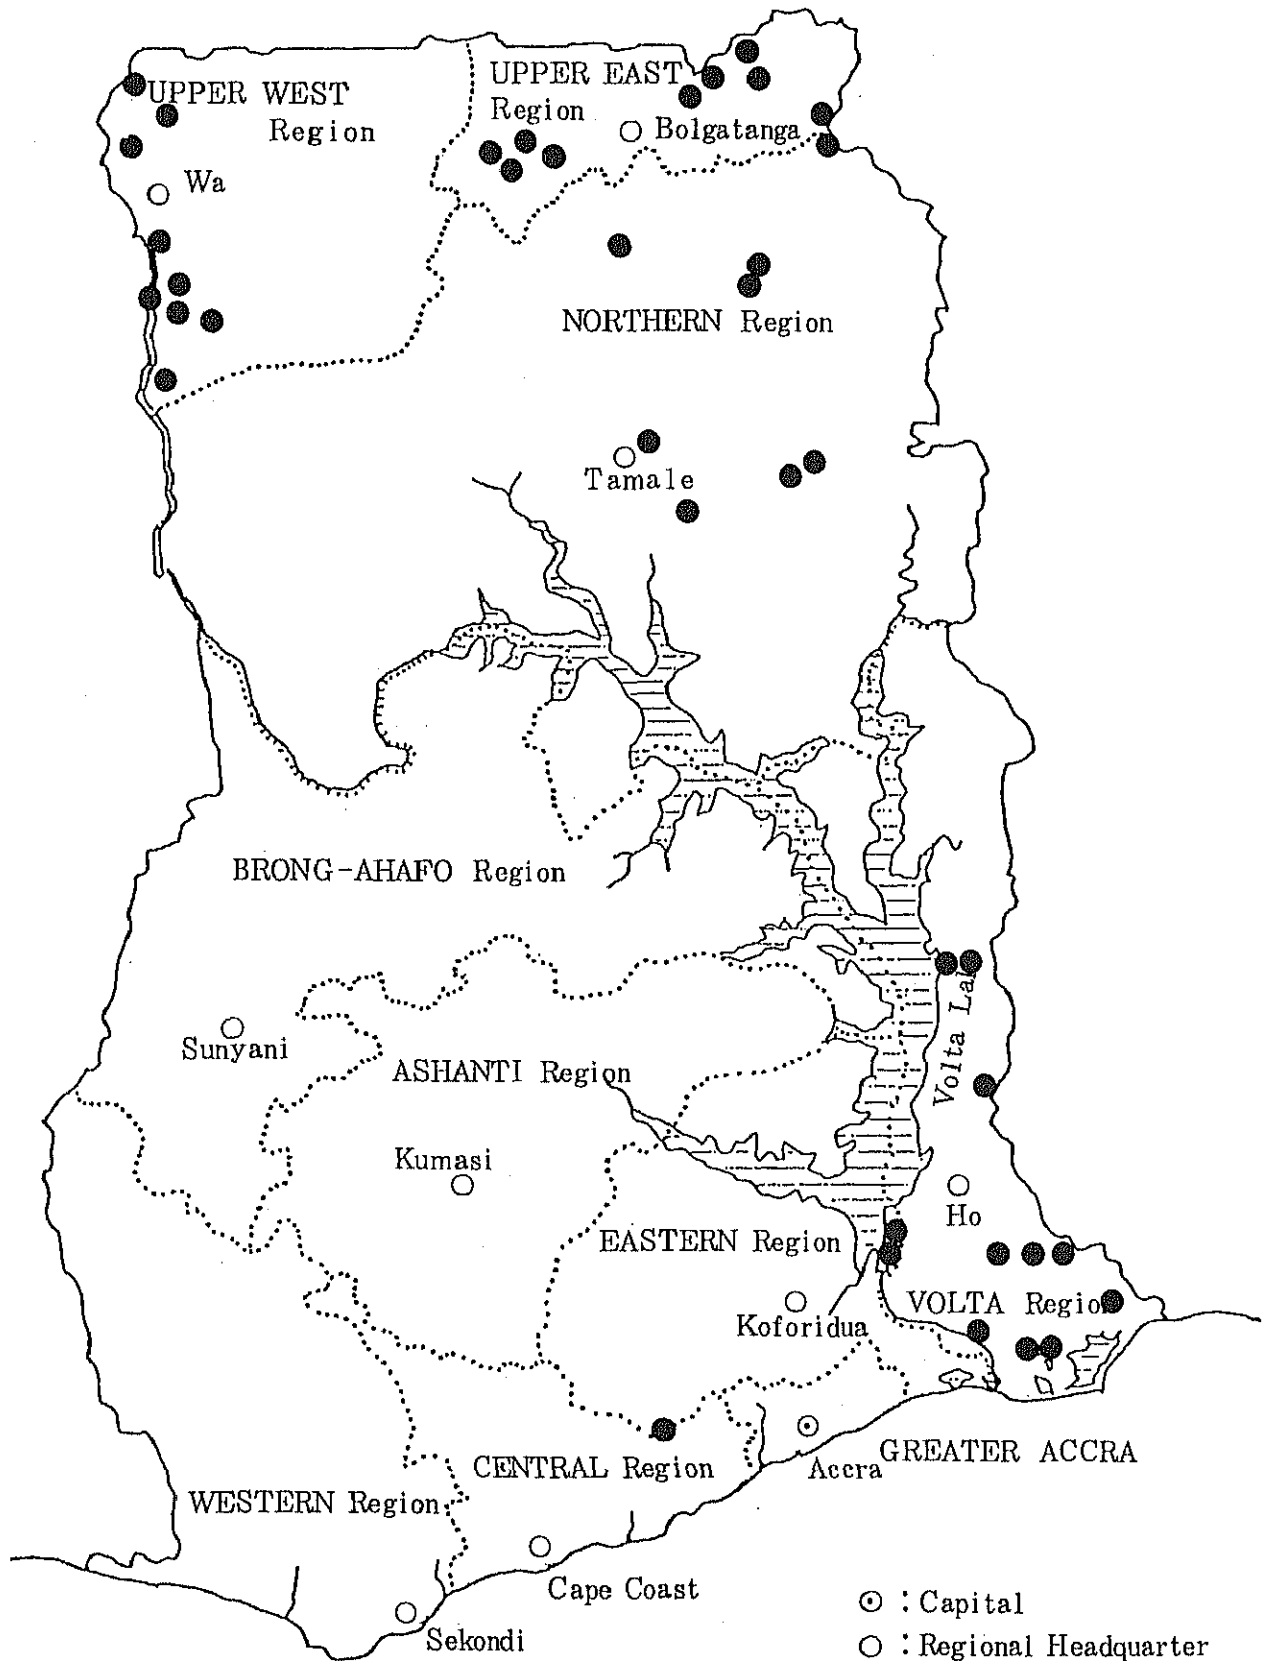 UPPER WEST
Region
UPPER EAST
Region
Bolgatanga
Wa
NORTHERN Region
Tamale
BRONG-AHAFO Region
Sunyani
ASHANTI Region
Volta La
Kumasi
Ho
EASTERN Region
Koforidua
VOLTA Regio
CENTRAL Region
Accra
GREATER ACCRA
WESTERN Region
Cape Coast
Sekondi
: Capital
: Regional Headquarter